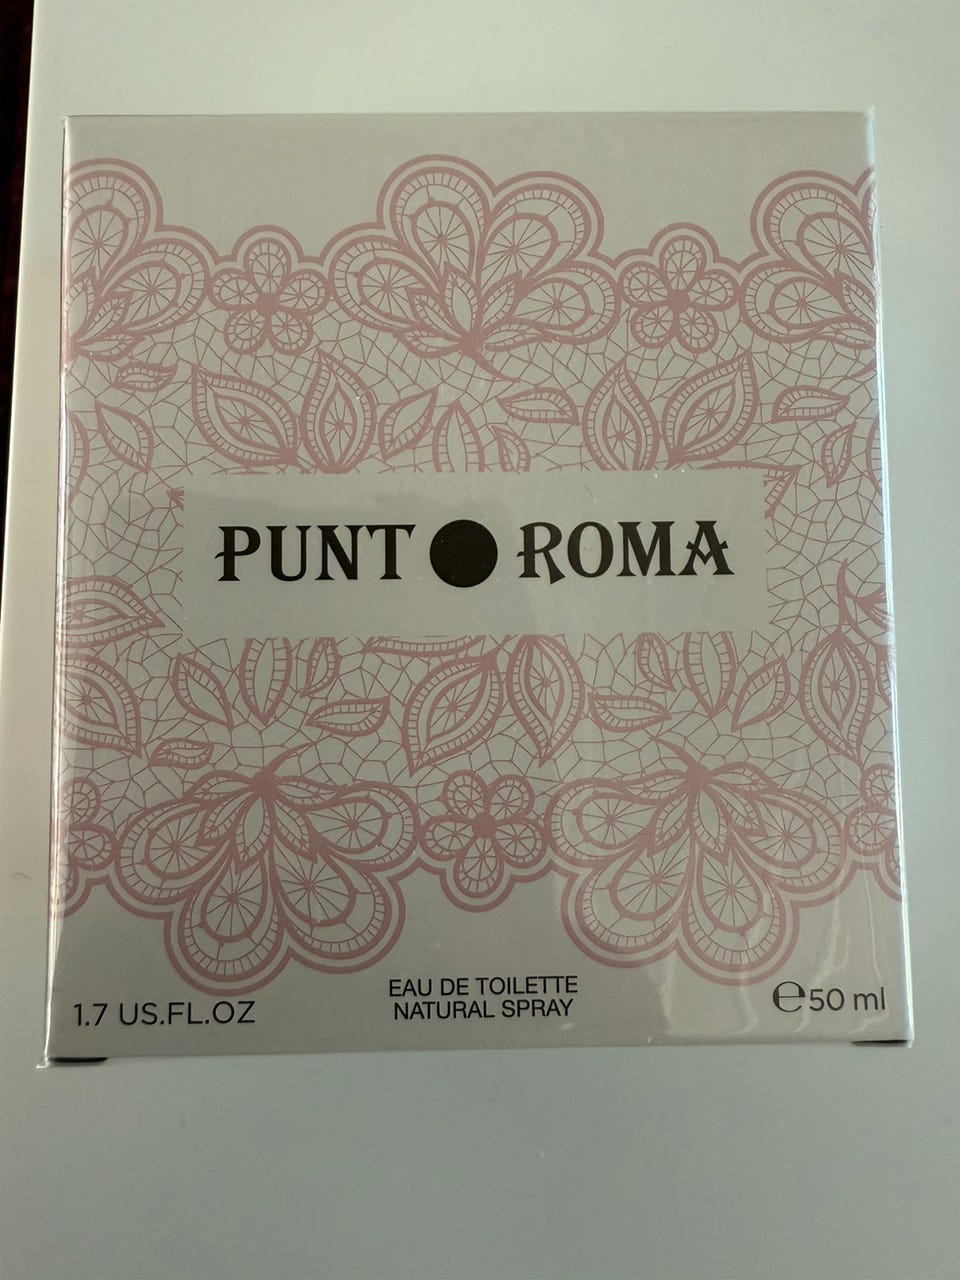 PUNT●ROMA
EAU DE TOILETTE
NATURAL SPRAY
1.7 US.FL.OZ
℮50 ml